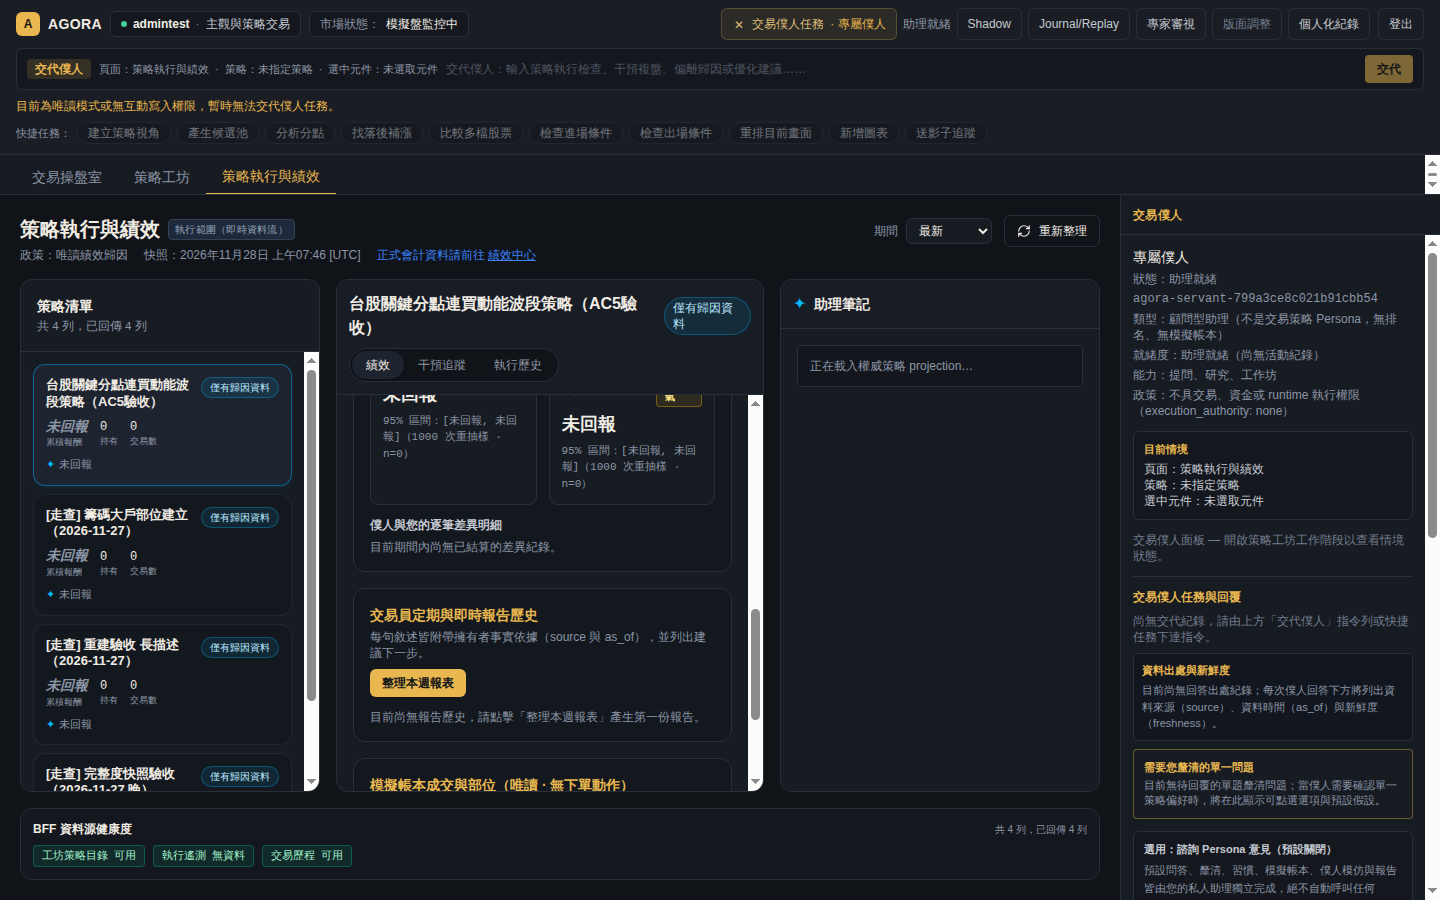 A AGORA admintest · 主觀與策略交易 市場狀態： 模擬盤監控中 ✕ 交易僕人任務 · 專屬僕人 助理就緒 Shadow Journal/Replay 專家審視 版面調整 個人化紀錄 登出
交代僕人 頁面：策略執行與績效 · 策略：未指定策略 · 選中元件：未選取元件 交代僕人：輸入策略執行檢查、干預複盤、偏離歸因或優化建議…… 交代
目前為唯讀模式或無互動寫入權限，暫時無法交代僕人任務。
快捷任務： 建立策略視角 產生候選池 分析分點 找落後補漲 比較多檔股票 檢查進場條件 檢查出場條件 重排目前畫面 新增圖表 送影子追蹤
交易操盤室 策略工坊 策略執行與績效
策略執行與績效 執行範圍（即時資料流）
期間 最新 重新整理
政策：唯讀績效歸因 快照：2026年11月28日 上午07:46 [UTC] 正式會計資料請前往 績效中心
策略清單
共 4 列，已回傳 4 列
台股關鍵分點連買動能波
段策略（AC5驗收）
僅有歸因資料
未回報 0 0
累積報酬 持有 交易數
✦ 未回報
[走查] 籌碼大戶部位建立
（2026-11-27）
僅有歸因資料
未回報 0 0
累積報酬 持有 交易數
✦ 未回報
[走查] 重建驗收 長描述
（2026-11-27）
僅有歸因資料
未回報 0 0
累積報酬 持有 交易數
✦ 未回報
[走查] 完整度快照驗收
（2026-11-27 晚）
僅有歸因資料
台股關鍵分點連買動能波段策略（AC5驗
收）
僅有歸因資
料
績效 干預追蹤 執行歷史
未回報
95% 區間：[未回報, 未回
報]（1000 次重抽樣 ·
n=0）
氣
未回報
95% 區間：[未回報, 未回
報]（1000 次重抽樣 ·
n=0）
僕人與您的逐筆差異明細
目前期間內尚無已結算的差異紀錄。
交易員定期與即時報告歷史
每句敘述皆附帶擁有者事實依據（source 與 as_of），並列出建
議下一步。
整理本週報表
目前尚無報告歷史，請點擊「整理本週報表」產生第一份報告。
模擬帳本成交與部位（唯讀 · 無下單動作）
✦ 助理筆記
正在載入權威策略 projection…
BFF 資料源健康度
共 4 列，已回傳 4 列
工坊策略目錄 可用 執行遙測 無資料 交易歷程 可用
交易僕人
專屬僕人
狀態：助理就緒
agora-servant-799a3ce8c021b91cbb54
類型：顧問型助理（不是交易策略 Persona，無排
名、無模擬帳本）
就緒度：助理就緒（尚無活動紀錄）
能力：提問、研究、工作坊
政策：不具交易、資金或 runtime 執行權限
（execution_authority: none）
目前情境
頁面：策略執行與績效
策略：未指定策略
選中元件：未選取元件
交易僕人面板 — 開啟策略工坊工作階段以查看情境
狀態。
交易僕人任務與回覆
尚無交代紀錄，請由上方「交代僕人」指令列或快捷
任務下達指令。
資料出處與新鮮度
目前尚無回答出處紀錄；每次僕人回答下方將列出資
料來源（source）、資料時間（as_of）與新鮮度
（freshness）。
需要您釐清的單一問題
目前無待回覆的單題釐清問題；當僕人需要確認單一
策略偏好時，將在此顯示可點選選項與預設假設。
選用：諮詢 Persona 意見（預設關閉）
預設問答、釐清、習慣、模擬帳本、僕人模仿與報告
皆由您的私人助理獨立完成，絕不自動呼叫任何